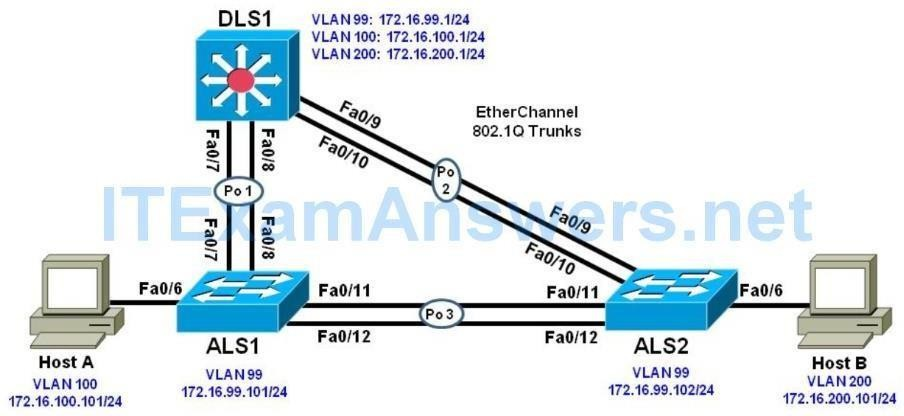 DLS1
VLAN 99: 172.16.99.1/24
VLAN 100: 172.16.100.1/24
VLAN 200: 172.16.200.1/24
EtherChannel
802.1Q Trunks
Fa0/9
Fa0/10
Fa0/7
Fa0/8
Po 1
Po
2
ITExamAnswers.net
Fa0/7
Fa0/8
Fa0/9
Fa0/10
Fa0/6
Fa0/11
Fa0/11
Fa0/6
Po 3
Fa0/12
Fa0/12
Host A
VLAN 100
172.16.100.101/24
ALS1
VLAN 99
172.16.99.101/24
ALS2
VLAN 99
172.16.99.102/24
Host B
VLAN 200
172.16.200.101/24